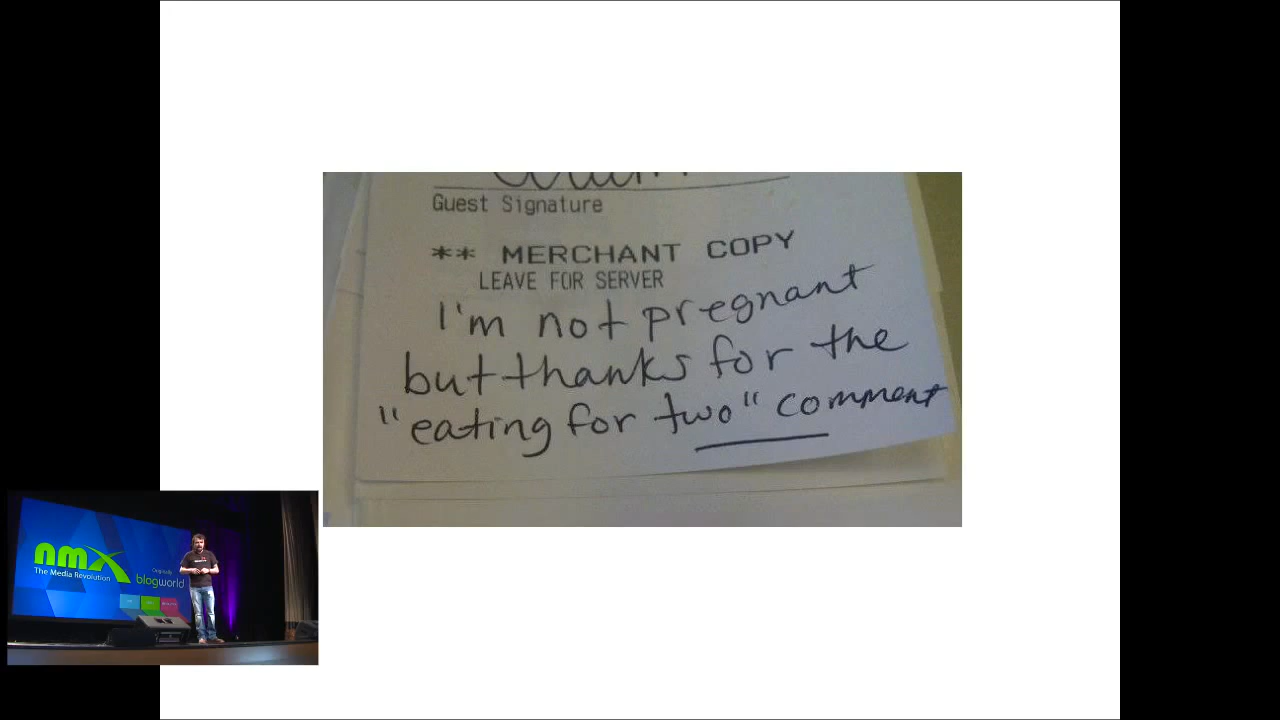 Guest Signature
** MERCHANT COPY
LEAVE FOR SERVER
I'm not pregnant
but thanks for the
"eating for two" comment
nmx
The Media Revolution
Originally
blogworld